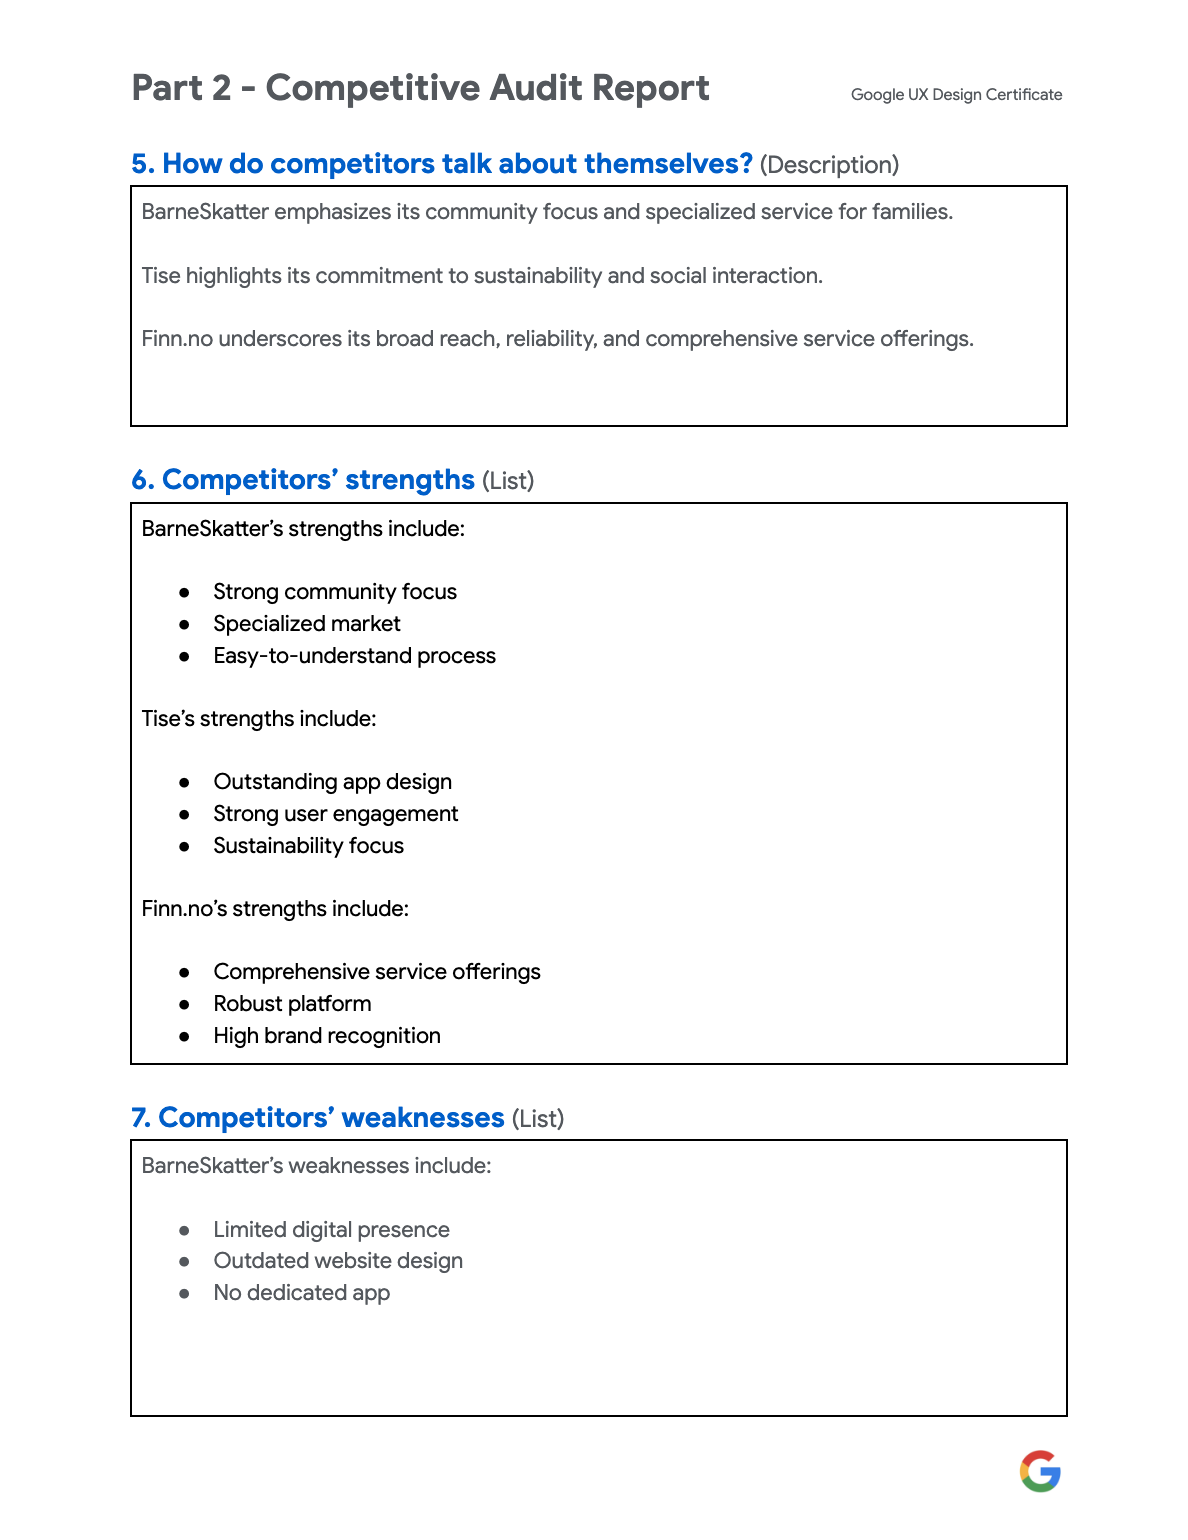 Part 2 - Competitive Audit Report
Google UX Design Certificate
5. How do competitors talk about themselves? (Description)
BarneSkatter emphasizes its community focus and specialized service for families.
Tise highlights its commitment to sustainability and social interaction.
Finn.no underscores its broad reach, reliability, and comprehensive service offerings.
6. Competitors’ strengths (List)
BarneSkatter’s strengths include:
● Strong community focus
● Specialized market
● Easy-to-understand process
Tise’s strengths include:
● Outstanding app design
● Strong user engagement
● Sustainability focus
Finn.no’s strengths include:
● Comprehensive service offerings
● Robust platform
● High brand recognition
7. Competitors’ weaknesses (List)
BarneSkatter’s weaknesses include:
● Limited digital presence
● Outdated website design
● No dedicated app